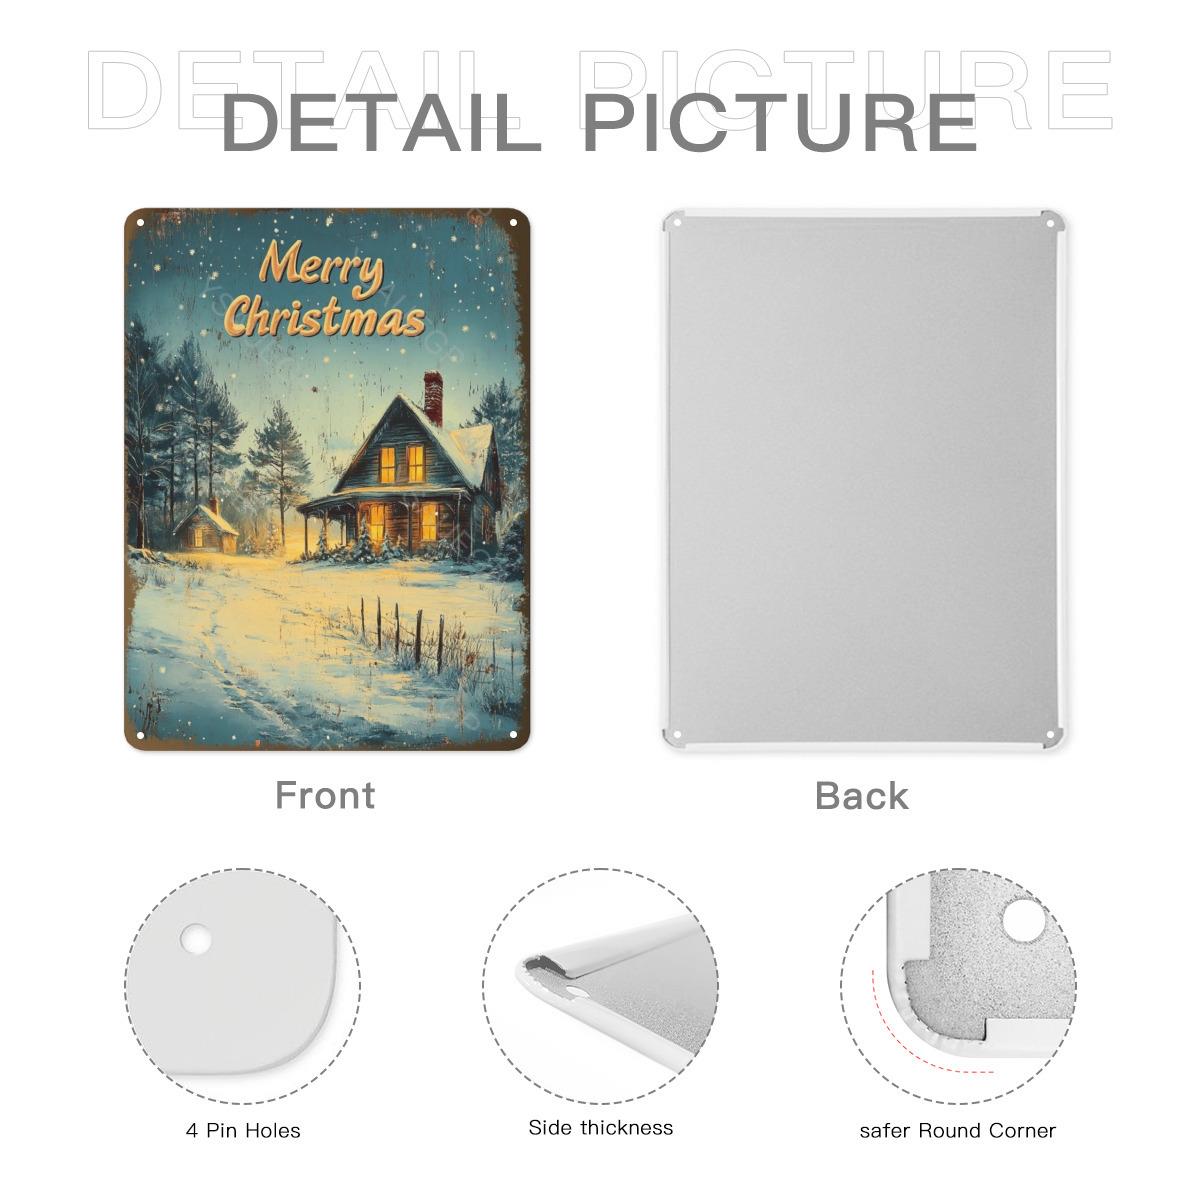 DETAIL PICTURE
DETAIL PICTURE
Merry
Christmas
Front
Back
4 Pin Holes
Side thickness
safer Round Corner